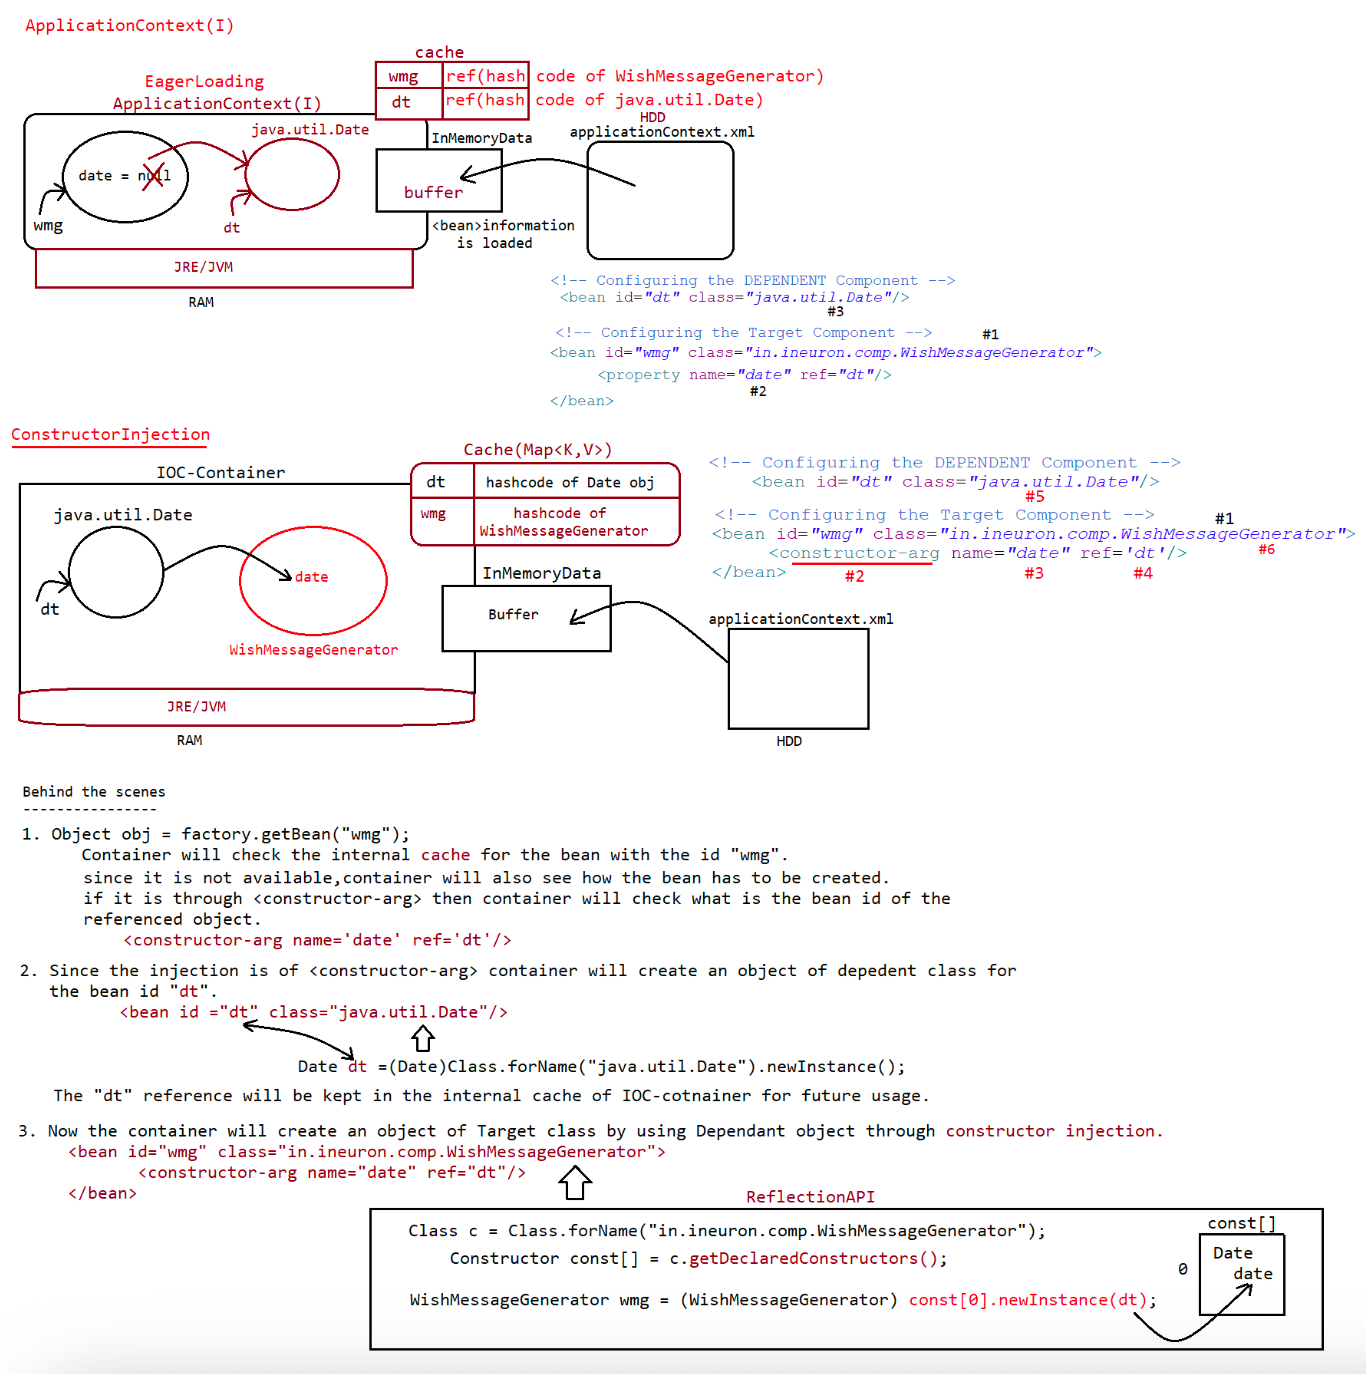 ApplicationContext(I)
cache
EagerLoading
ApplicationContext(I)
wmg ref(hash code of WishMessageGenerator)
dt ref(hash code of java.util.Date)
HDD
applicationContext.xml
java.util.Date
InMemoryData
date = null
buffer
wmg
dt
<bean>information
is loaded
JRE/JVM
RAM
<!-- Configuring the DEPENDENT Component -->
<bean id="dt" class="java.util.Date"/>
#3
<!-- Configuring the Target Component -->
#1
<bean id="wmg" class="in.ineuron.comp.WishMessageGenerator">
<property name="date" ref="dt"/>
#2
</bean>
ConstructorInjection
Cache(Map<K,V>)
IOC-Container
dt hashcode of Date obj
wmg hashcode of
WishMessageGenerator
java.util.Date
date
dt
WishMessageGenerator
InMemoryData
Buffer
JRE/JVM
RAM
<!-- Configuring the DEPENDENT Component -->
<bean id="dt" class="java.util.Date"/>
#5
<!-- Configuring the Target Component -->
#1
<bean id="wmg" class="in.ineuron.comp.WishMessageGenerator">
<constructor-arg name="date" ref='dt'/>
#6
</bean>
#2 #3 #4
applicationContext.xml
HDD
Behind the scenes
----------------
1. Object obj = factory.getBean("wmg");
Container will check the internal cache for the bean with the id "wmg".
since it is not available,container will also see how the bean has to be created.
if it is through <constructor-arg> then container will check what is the bean id of the
referenced object.
<constructor-arg name='date' ref='dt'/>
2. Since the injection is of <constructor-arg> container will create an object of depedent class for
the bean id "dt".
<bean id ="dt" class="java.util.Date"/>
Date dt =(Date)Class.forName("java.util.Date").newInstance();
The "dt" reference will be kept in the internal cache of IOC-cotnainer for future usage.
3. Now the container will create an object of Target class by using Dependant object through constructor injection.
<bean id="wmg" class="in.ineuron.comp.WishMessageGenerator">
<constructor-arg name="date" ref="dt"/>
</bean>
ReflectionAPI
Class c = Class.forName("in.ineuron.comp.WishMessageGenerator");
Constructor const[] = c.getDeclaredConstructors();
WishMessageGenerator wmg = (WishMessageGenerator) const[0].newInstance(dt);
const[]
Date
0
date